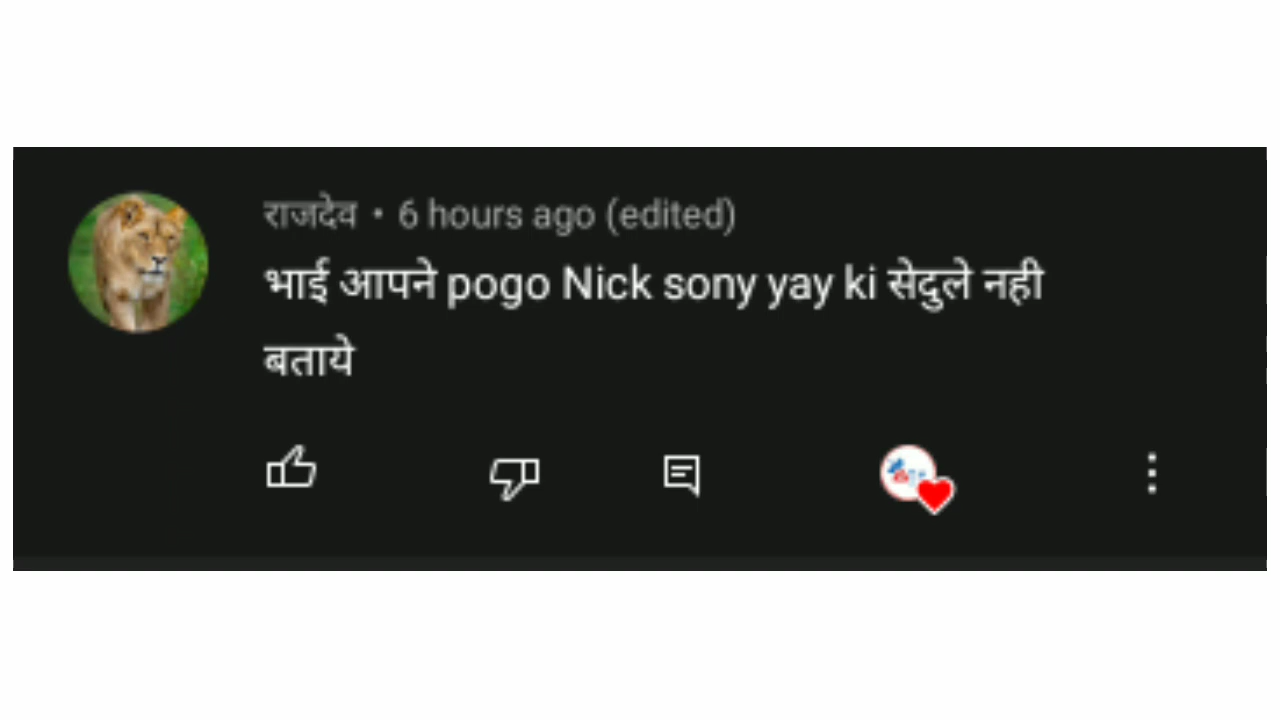 राजदेव • 6 hours ago (edited)
भाई आपने pogo Nick sony yay ki सेदुले नही
बताये